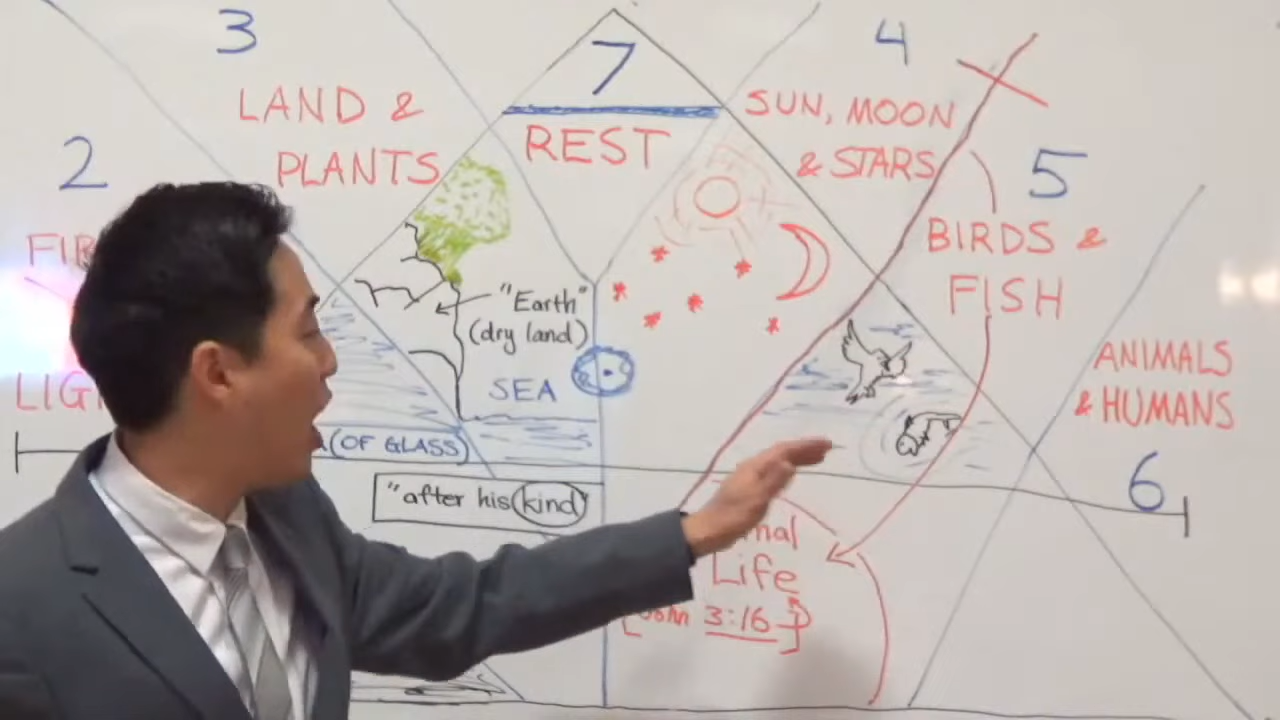 3
LAND &
PLANTS
2
7
REST
4
SUN, MOON
& STARS
5
BIRDS &
FISH
"Earth"
(dry land)
SEA
(OF GLASS)
"after his kind"
ANIMALS
& HUMANS
6
Life
[John 3:16]